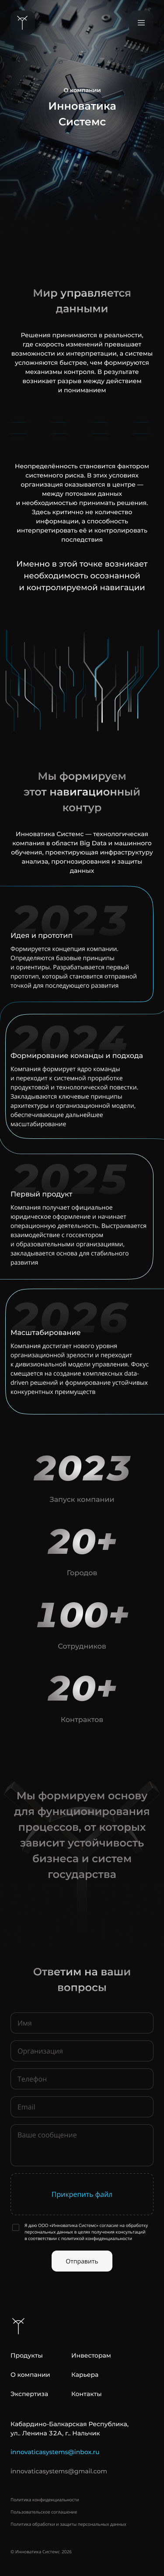 О компании
Инноватика
Системс
Мир управляется
данными
Решения принимаются в реальности,
где скорость изменений превышает
возможности их интерпретации, а системы
усложняются быстрее, чем формируются
механизмы контроля. В результате
возникает разрыв между действием
и пониманием
Неопределённость становится фактором
системного риска. В этих условиях
организация оказывается в центре —
между потоками данных
и необходимостью принимать решения.
Здесь важно не количество
информации, а способность
интерпретировать её и контролировать
последствия
Именно в этой точке возникает
необходимость осознанной
и контролируемой навигации
Мы формируем
этот навигационный
контур
Инноватика Системс — технологическая
компания в области Big Data и машинного
обучения, проектирующая инфраструктуру
анализа, прогнозирования и защиты
данных
2023
Идея и прототип
Формируется концепция компании.
Определяются базовые принципы
и ориентиры. Разрабатывается первый
прототип, который становится отправной
точкой для последующего развития
2024
Формирование команды и подхода
Компания формирует ядро команды
и переходит к системной проработке
продуктовой и технологической повестки.
Закладываются ключевые принципы
архитектуры и организационной модели,
обеспечивающие дальнейшее
масштабирование
2025
Первый продукт
Компания получает официальное
юридическое оформление и начинает
операционную деятельность. Выстраивается
взаимодействие с госсектором
и образовательными организациями,
закладывается основа для стабильного
развития
2026
Масштабирование
Компания достигает нового уровня
организационной зрелости и переходит
к дивизиональной модели управления. Фокус
смещается на создание комплексных data-
driven решений и формирование устойчивых
конкурентных преимуществ
2023
Запуск компании
20+
Городов
100+
Сотрудников
20+
Контрактов
Мы формируем основу
для функционирования
процессов, от которых
зависит устойчивость
бизнеса и систем
государства
Ответим на ваши
вопросы
Имя
Организация
Телефон
Email
Ваше сообщение
Прикрепить файл
Я даю ООО «Инноватика Системс» согласие на обработку
персональных данных в целях получения консультаций
в соответствии с политикой конфиденциальности
Отправить
Продукты
Инвесторам
О компании
Карьера
Экспертиза
Контакты
Кабардино-Балкарская Республика,
ул. Ленина 32А, г. Нальчик
innovaticasystems@inbox.ru
innovaticasystems@gmail.com
Политика конфиденциальности
Пользовательское соглашение
Политика обработки и защиты персональных данных
© Инноватика Системс 2026